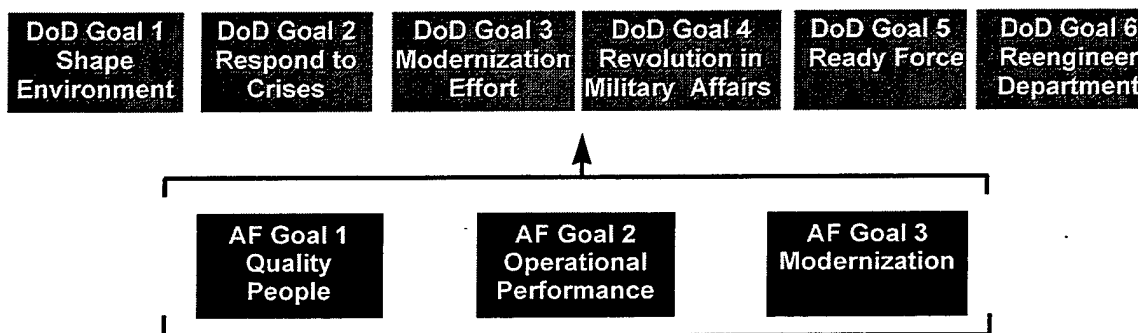 DoD Goal 1
Shape
Environment
DoD Goal 2
Respond to
Crises
DoD Goal 3
Modernization
Effort
DoD Goal 4
Revolution in
Military Affairs
DoD Goal 5
Ready Force
DoD Goal 6
Reengineer
Department
AF Goal 1
Quality
People
AF Goal 2
Operational
Performance
AF Goal 3
Modernization